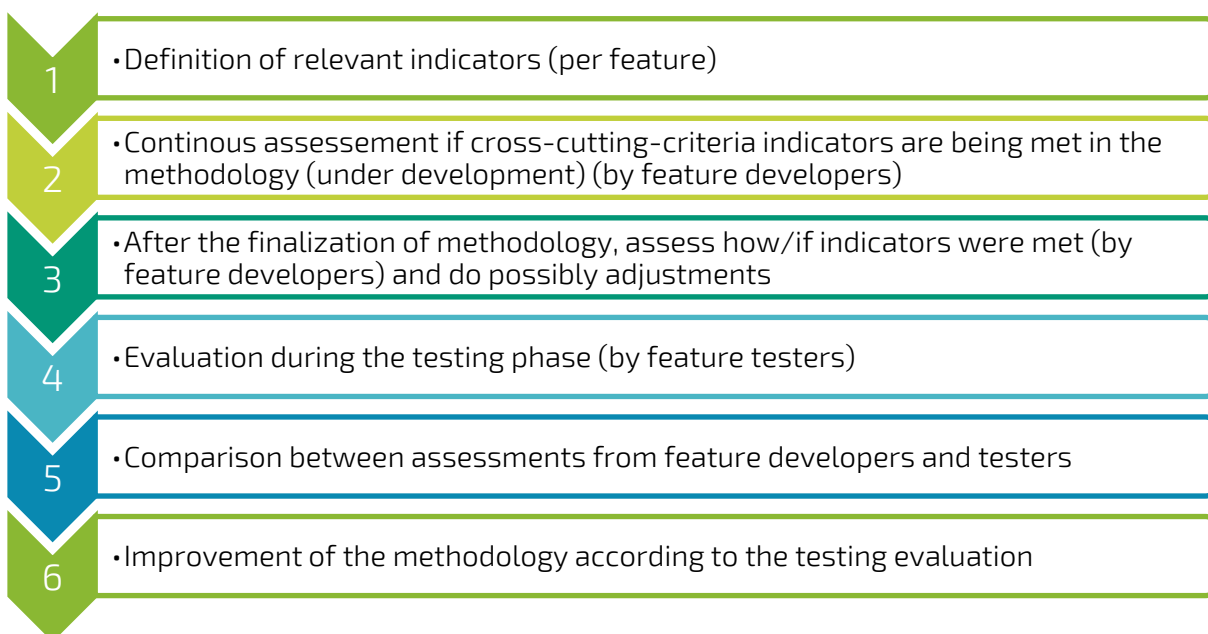 1
•Definition of relevant indicators (per feature)
2
•Continous assessement if cross-cutting-criteria indicators are being met in the
methodology (under development) (by feature developers)
3
•After the finalization of methodology, assess how/if indicators were met (by
feature developers) and do possibly adjustments
4
•Evaluation during the testing phase (by feature testers)
5
•Comparison between assessments from feature developers and testers
6
•Improvement of the methodology according to the testing evaluation